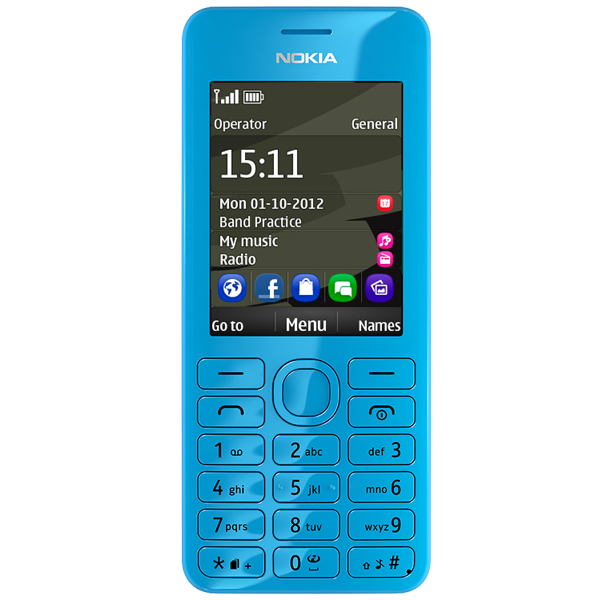 NOKIA
Operator General
15:11
Mon 01-10-2012
Band Practice
My music
Radio
Go to Menu Names
1 2 abc def 3
4 ghi 5 jkl mno 6
7 pqrs 8 tuv wxyz 9
* + 0 #